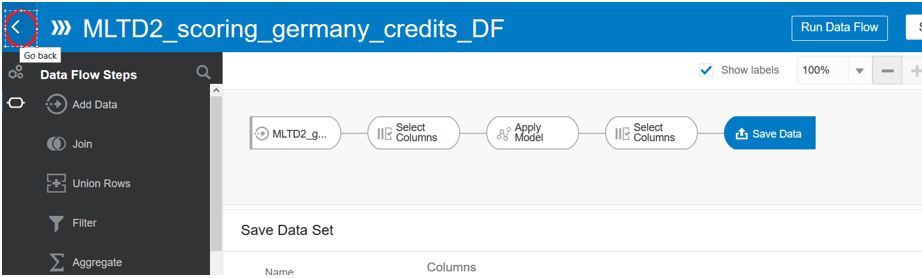 MLTD2_scoring_germany_credits_DF
Run Data Flow
Go back
Data Flow Steps
Show labels
100%
Add Data
Join
Union Rows
Filter
Aggregate
MLTD2_g...
Select
Columns
Apply
Model
Select
Columns
Save Data
Save Data Set
Name
Columns